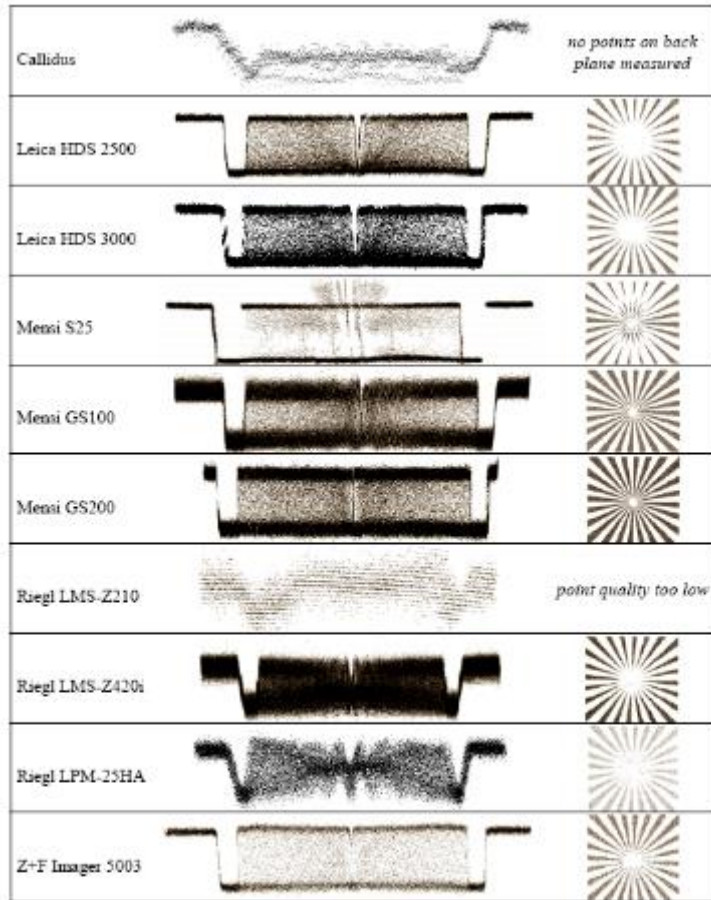 Callidus
no points on back
plane measured
Leica HDS 2500
Leica HDS 3000
Mensi S25
Mensi GS100
Mensi GS200
Riegl LMS-Z210
point quality too low
Riegl LMS-Z420i
Riegl LPM-25HA
Z+F Imager 5003